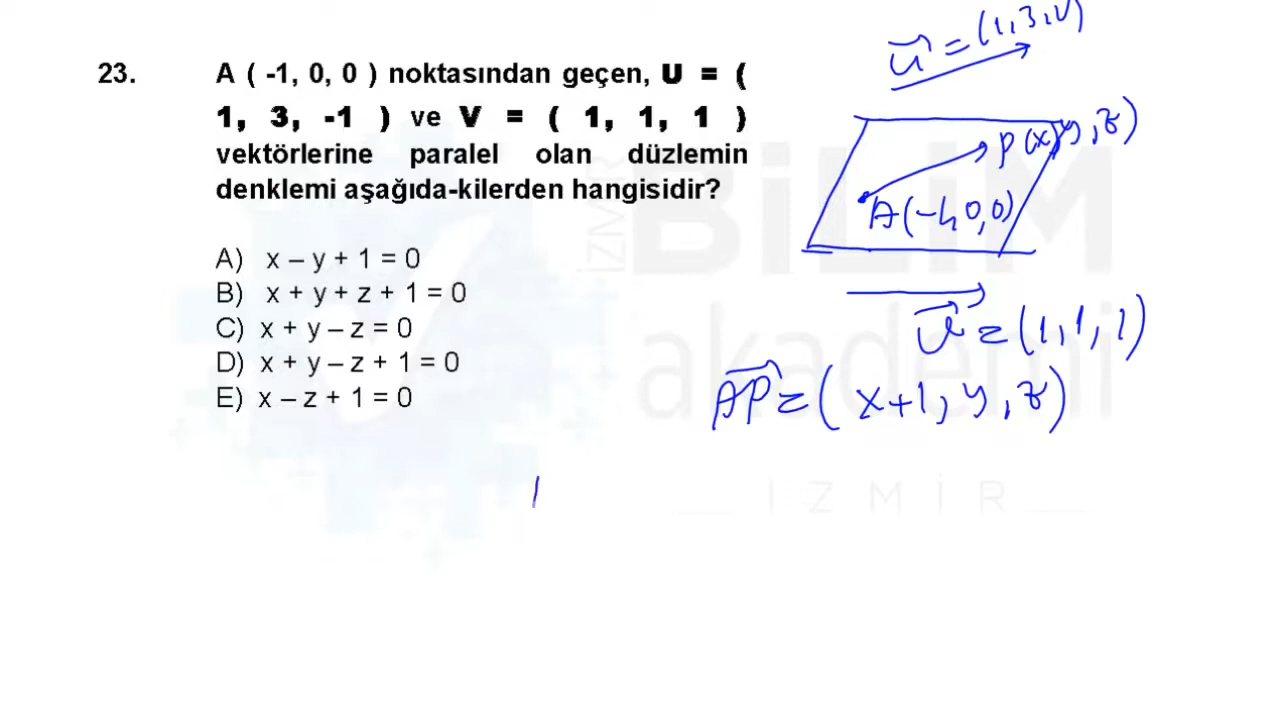 23. A ( -1, 0, 0 ) noktasından geçen, U = (
1, 3, -1 ) ve V = ( 1, 1, 1 )
vektörlerine paralel olan düzlemin
denklemi aşağıda-kilerden hangisidir?
A) x – y + 1 = 0
B) x + y + z + 1 = 0
C) x + y – z = 0
D) x + y – z + 1 = 0
E) x – z + 1 = 0
u = (1, 3,
P(x, y, z)
A(-1, 0, 0)
= (1, 1, 1)
AP = (x+1, y, z)
İZMİR
BİLİM
akademi
İZMİR